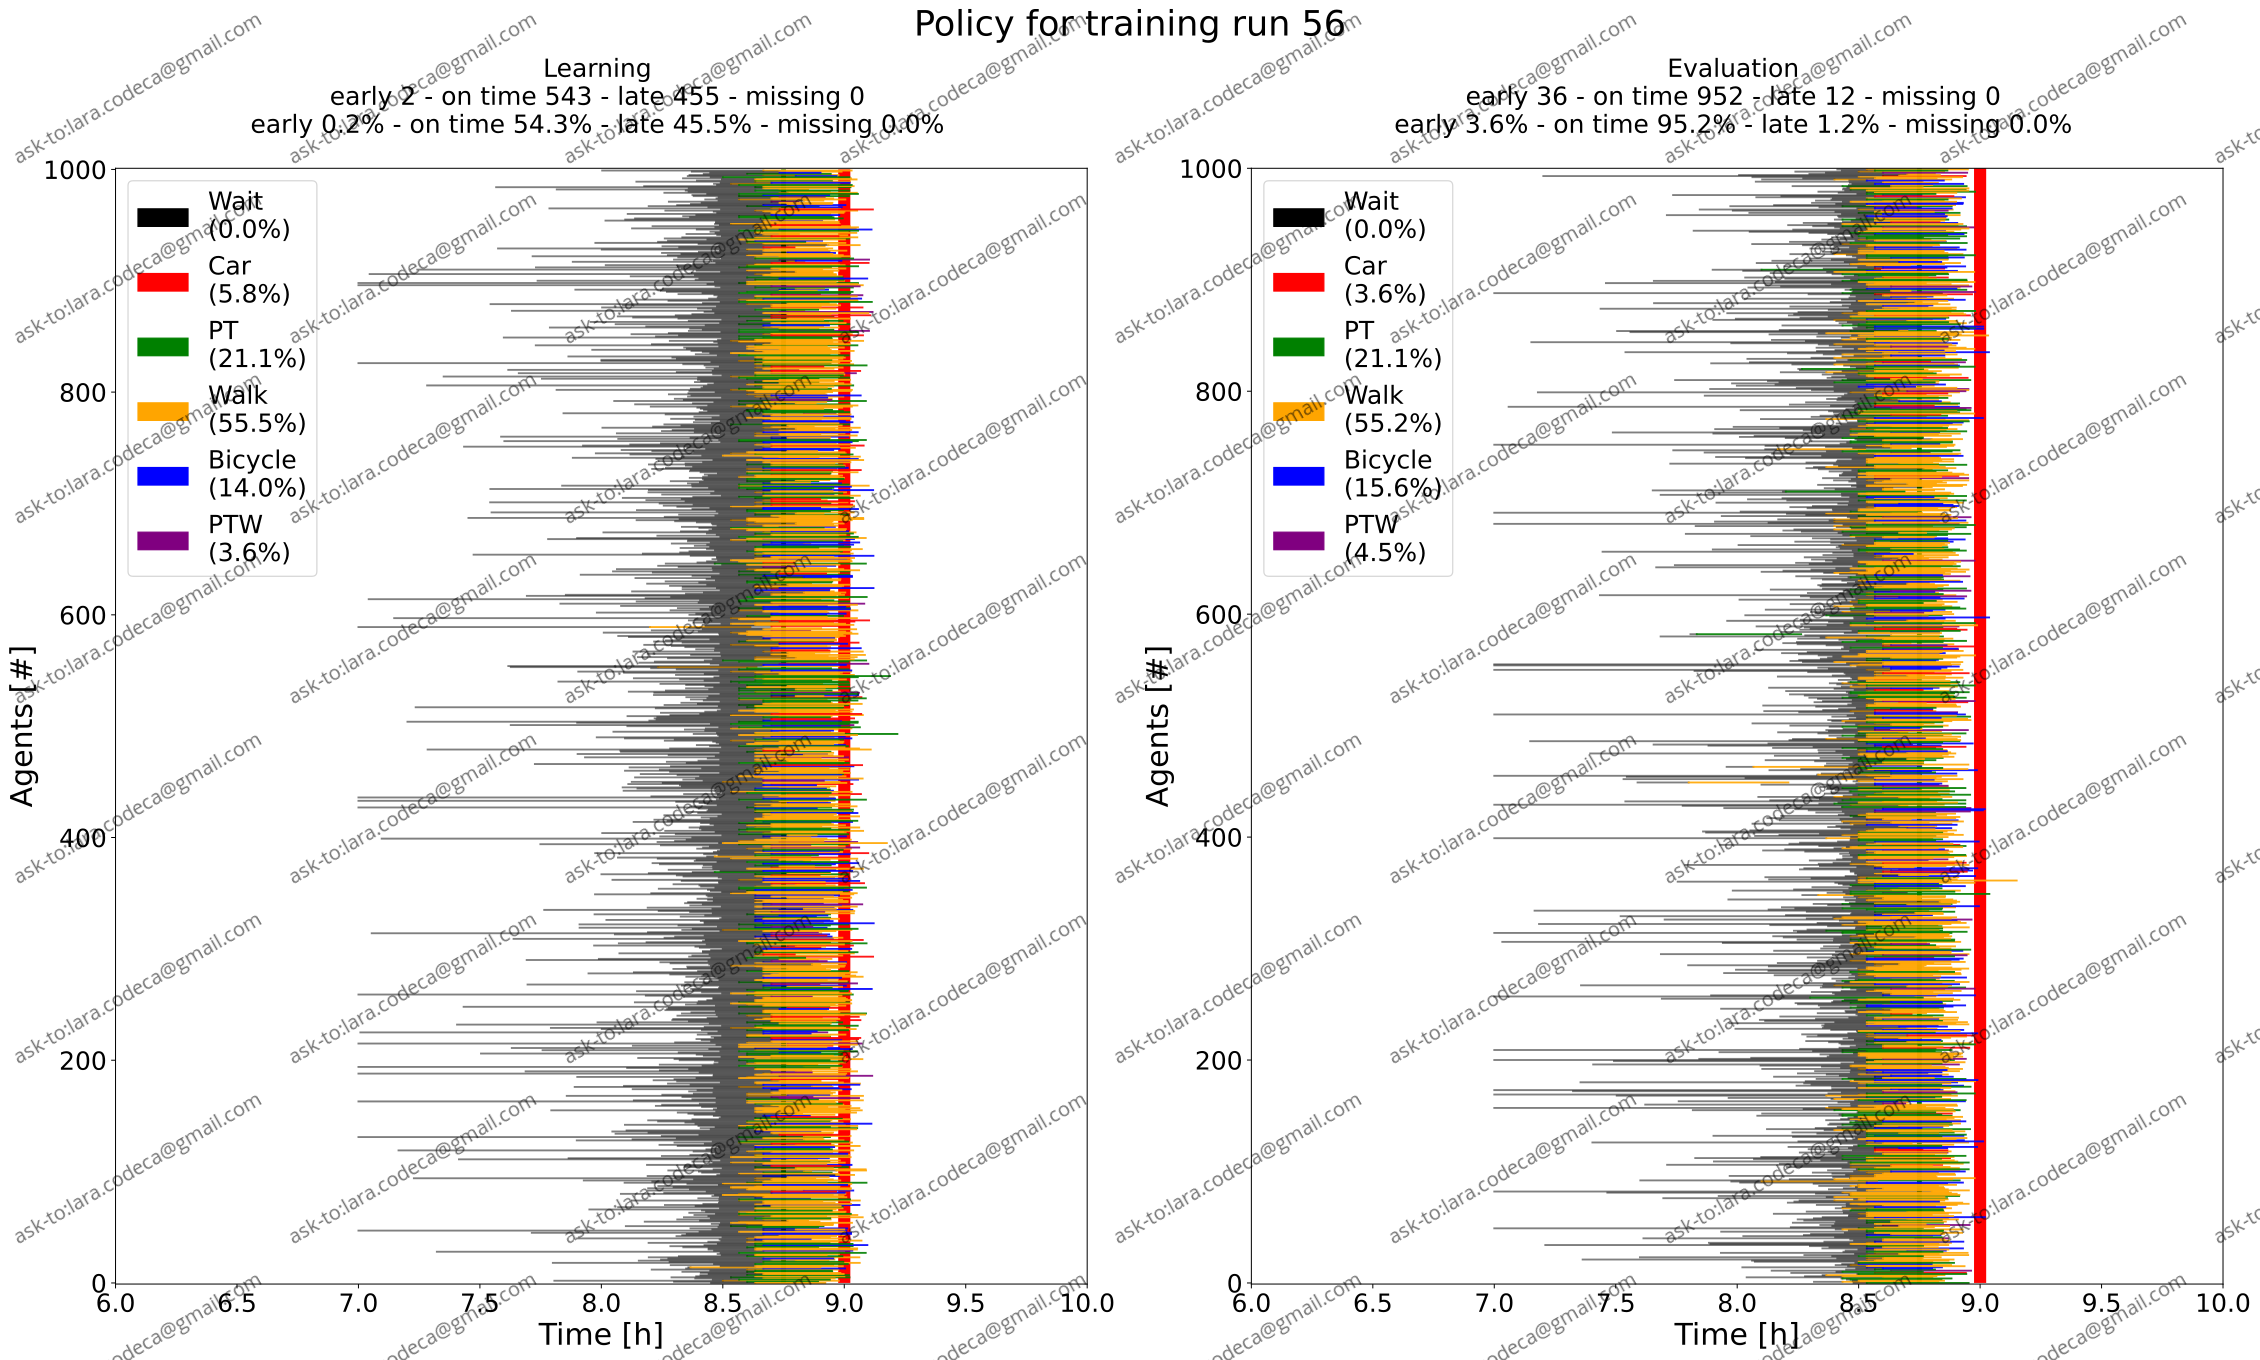 Policy for training run 56
Learning
early 2 - on time 543 - late 455 - missing 0
early 0.2% - on time 54.3% - late 45.5% - missing 0.0%
Wait
(0.0%)
Car
(5.8%)
PT
(21.1%)
Walk
(55.5%)
Bicycle
(14.0%)
PTW
(3.6%)
1000
800
600
400
200
0
Agents [#]
6.0 6.5 7.0 7.5 8.0 8.5 9.0 9.5 10.0
Time [h]
Evaluation
early 36 - on time 952 - late 12 - missing 0
early 3.6% - on time 95.2% - late 1.2% - missing 0.0%
Wait
(0.0%)
Car
(3.6%)
PT
(21.1%)
Walk
(55.2%)
Bicycle
(15.6%)
PTW
(4.5%)
1000
800
600
400
200
0
Agents [#]
6.0 6.5 7.0 7.5 8.0 8.5 9.0 9.5 10.0
Time [h]
ask-to:lara.codeca@gmail.com